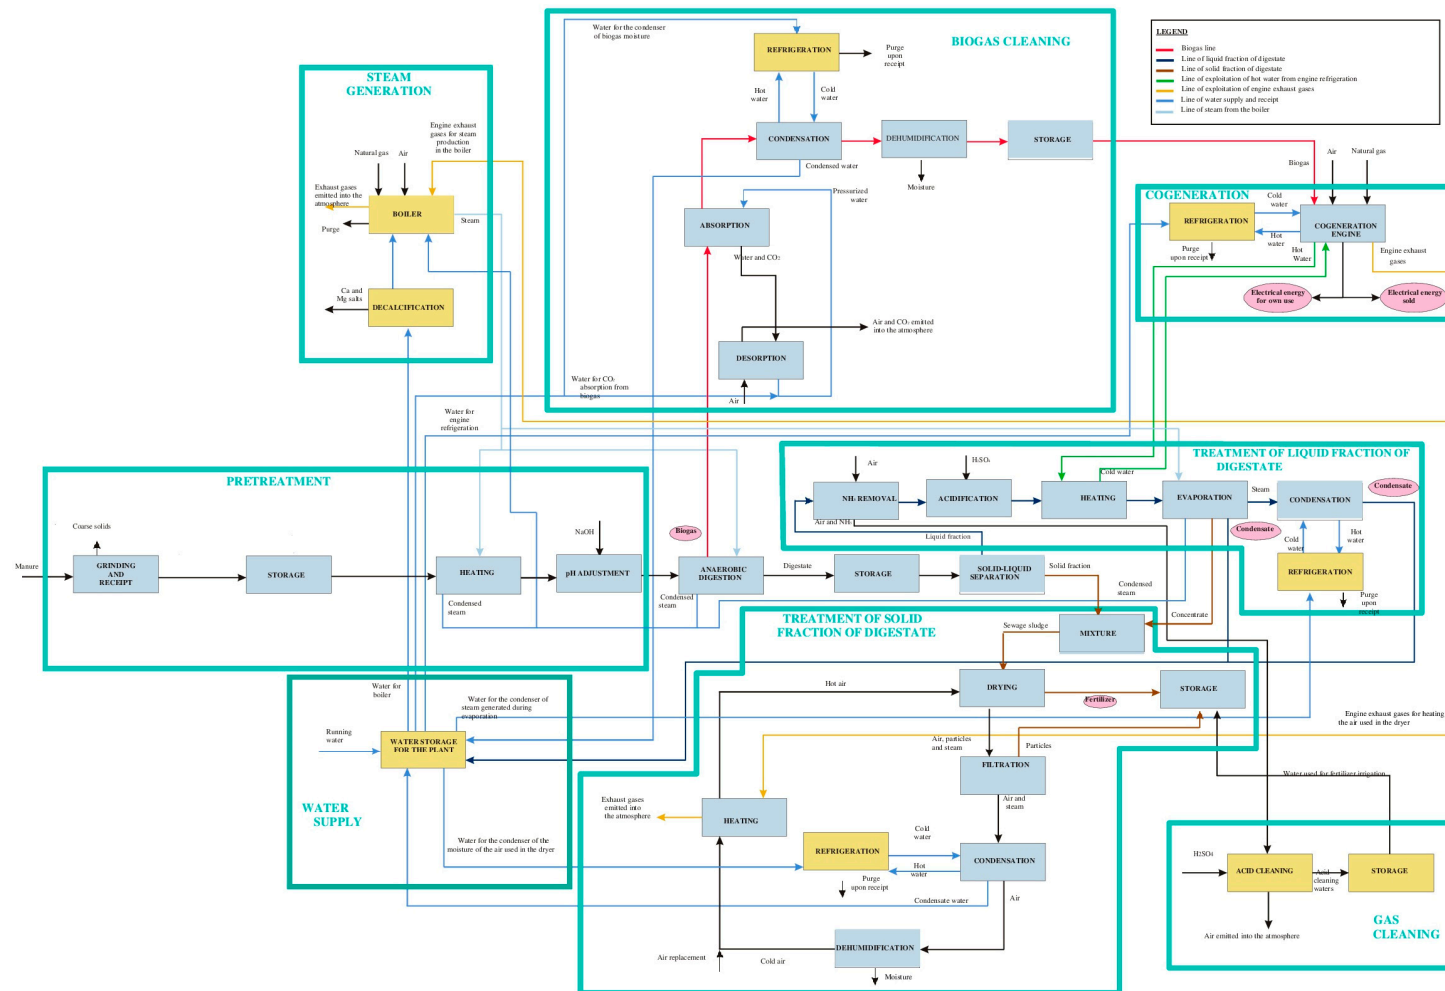 Water for the condenser
of biogas moisture
BIOGAS CLEANING
REFRIGERATION
Purge
upon
receipt
Hot
water
Cold
water
CONDENSATION
DEHUMIDIFICATION
STORAGE
Condensed water
Moisture
Pressurized
water
ABSORPTION
Water and CO₂
Air and CO₂ emitted
into the atmosphere
DESORPTION
Water for CO₂
absorption from
biogas
Air
LEGEND
Biogas line
Line of liquid fraction of digestate
Line of solid fraction of digestate
Line of exploitation of hot water from engine refrigeration
Line of exploitation of engine exhaust gases
Line of water supply and receipt
Line of steam from the boiler
STEAM
GENERATION
Engine exhaust
gases for steam
production
in the boiler
Natural gas
Air
Exhaust gases
emitted into the
atmosphere
BOILER
Steam
Purge
Ca and
Mg salts
DECALCIFICATION
Biogas
Air
Natural gas
COGENERATION
Cold
water
REFRIGERATION
COGENERATION
ENGINE
Hot
water
Purge
upon receipt
Hot
Water
Engine exhaust
gases
Electrical energy
for own use
Electrical energy
sold
Water for
engine
refrigeration
PRETREATMENT
Coarse solids
Manure
GRINDING
AND
RECEIPT
STORAGE
HEATING
NaOH
pH ADJUSTMENT
Condensed
steam
Biogas
ANAEROBIC
DIGESTION
Condensed
steam
Digestate
STORAGE
SOLID-LIQUID
SEPARATION
Liquid fraction
Solid fraction
TREATMENT OF LIQUID FRACTION OF
DIGESTATE
Air
H₂SO₄
Cold water
NH₃ REMOVAL
ACIDIFICATION
HEATING
EVAPORATION
Steam
CONDENSATION
Condensate
Air and NH₃
Condensate
Cold
water
Hot
water
REFRIGERATION
Purge
upon
receipt
Condensed
steam
Concentrate
MIXTURE
Sewage sludge
TREATMENT OF SOLID
FRACTION OF DIGESTATE
Hot air
DRYING
Fertilizer
STORAGE
Air, particles
and steam
Particles
FILTRATION
Air and
steam
Exhaust gases
emitted into
the atmosphere
HEATING
REFRIGERATION
Cold
water
Hot
water
CONDENSATION
Purge
upon receipt
Condensate water
Air
DEHUMIDIFICATION
Air replacement
Cold air
Moisture
Water for
boiler
Water for the condenser of
steam generated during
evaporation
Running
water
WATER STORAGE
FOR THE PLANT
WATER
SUPPLY
Water for the condenser of the
moisture of the air used in the dryer
Engine exhaust gases for heating
the air used in the dryer
Water used for fertilizer irrigation
H2SO4
ACID CLEANING
Acid
cleaning
waters
STORAGE
Air emitted into the atmosphere
GAS
CLEANING